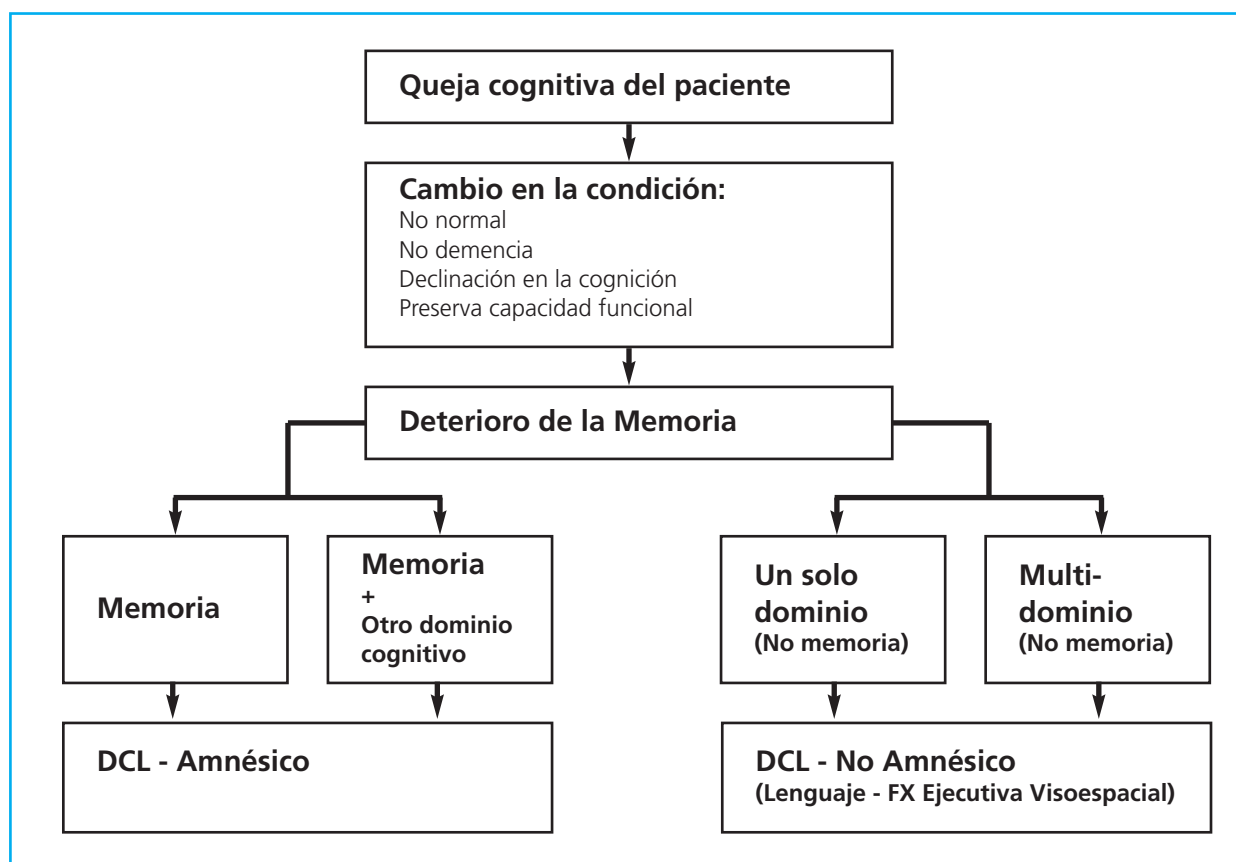 Queja cognitiva del paciente
Cambio en la condición:
No normal
No demencia
Declinación en la cognición
Preserva capacidad funcional
Deterioro de la Memoria
Memoria
Memoria
+
Otro dominio
cognitivo
Un solo
dominio
(No memoria)
Multi-
dominio
(No memoria)
DCL - Amnésico
DCL - No Amnésico
(Lenguaje - FX Ejecutiva Visoespacial)